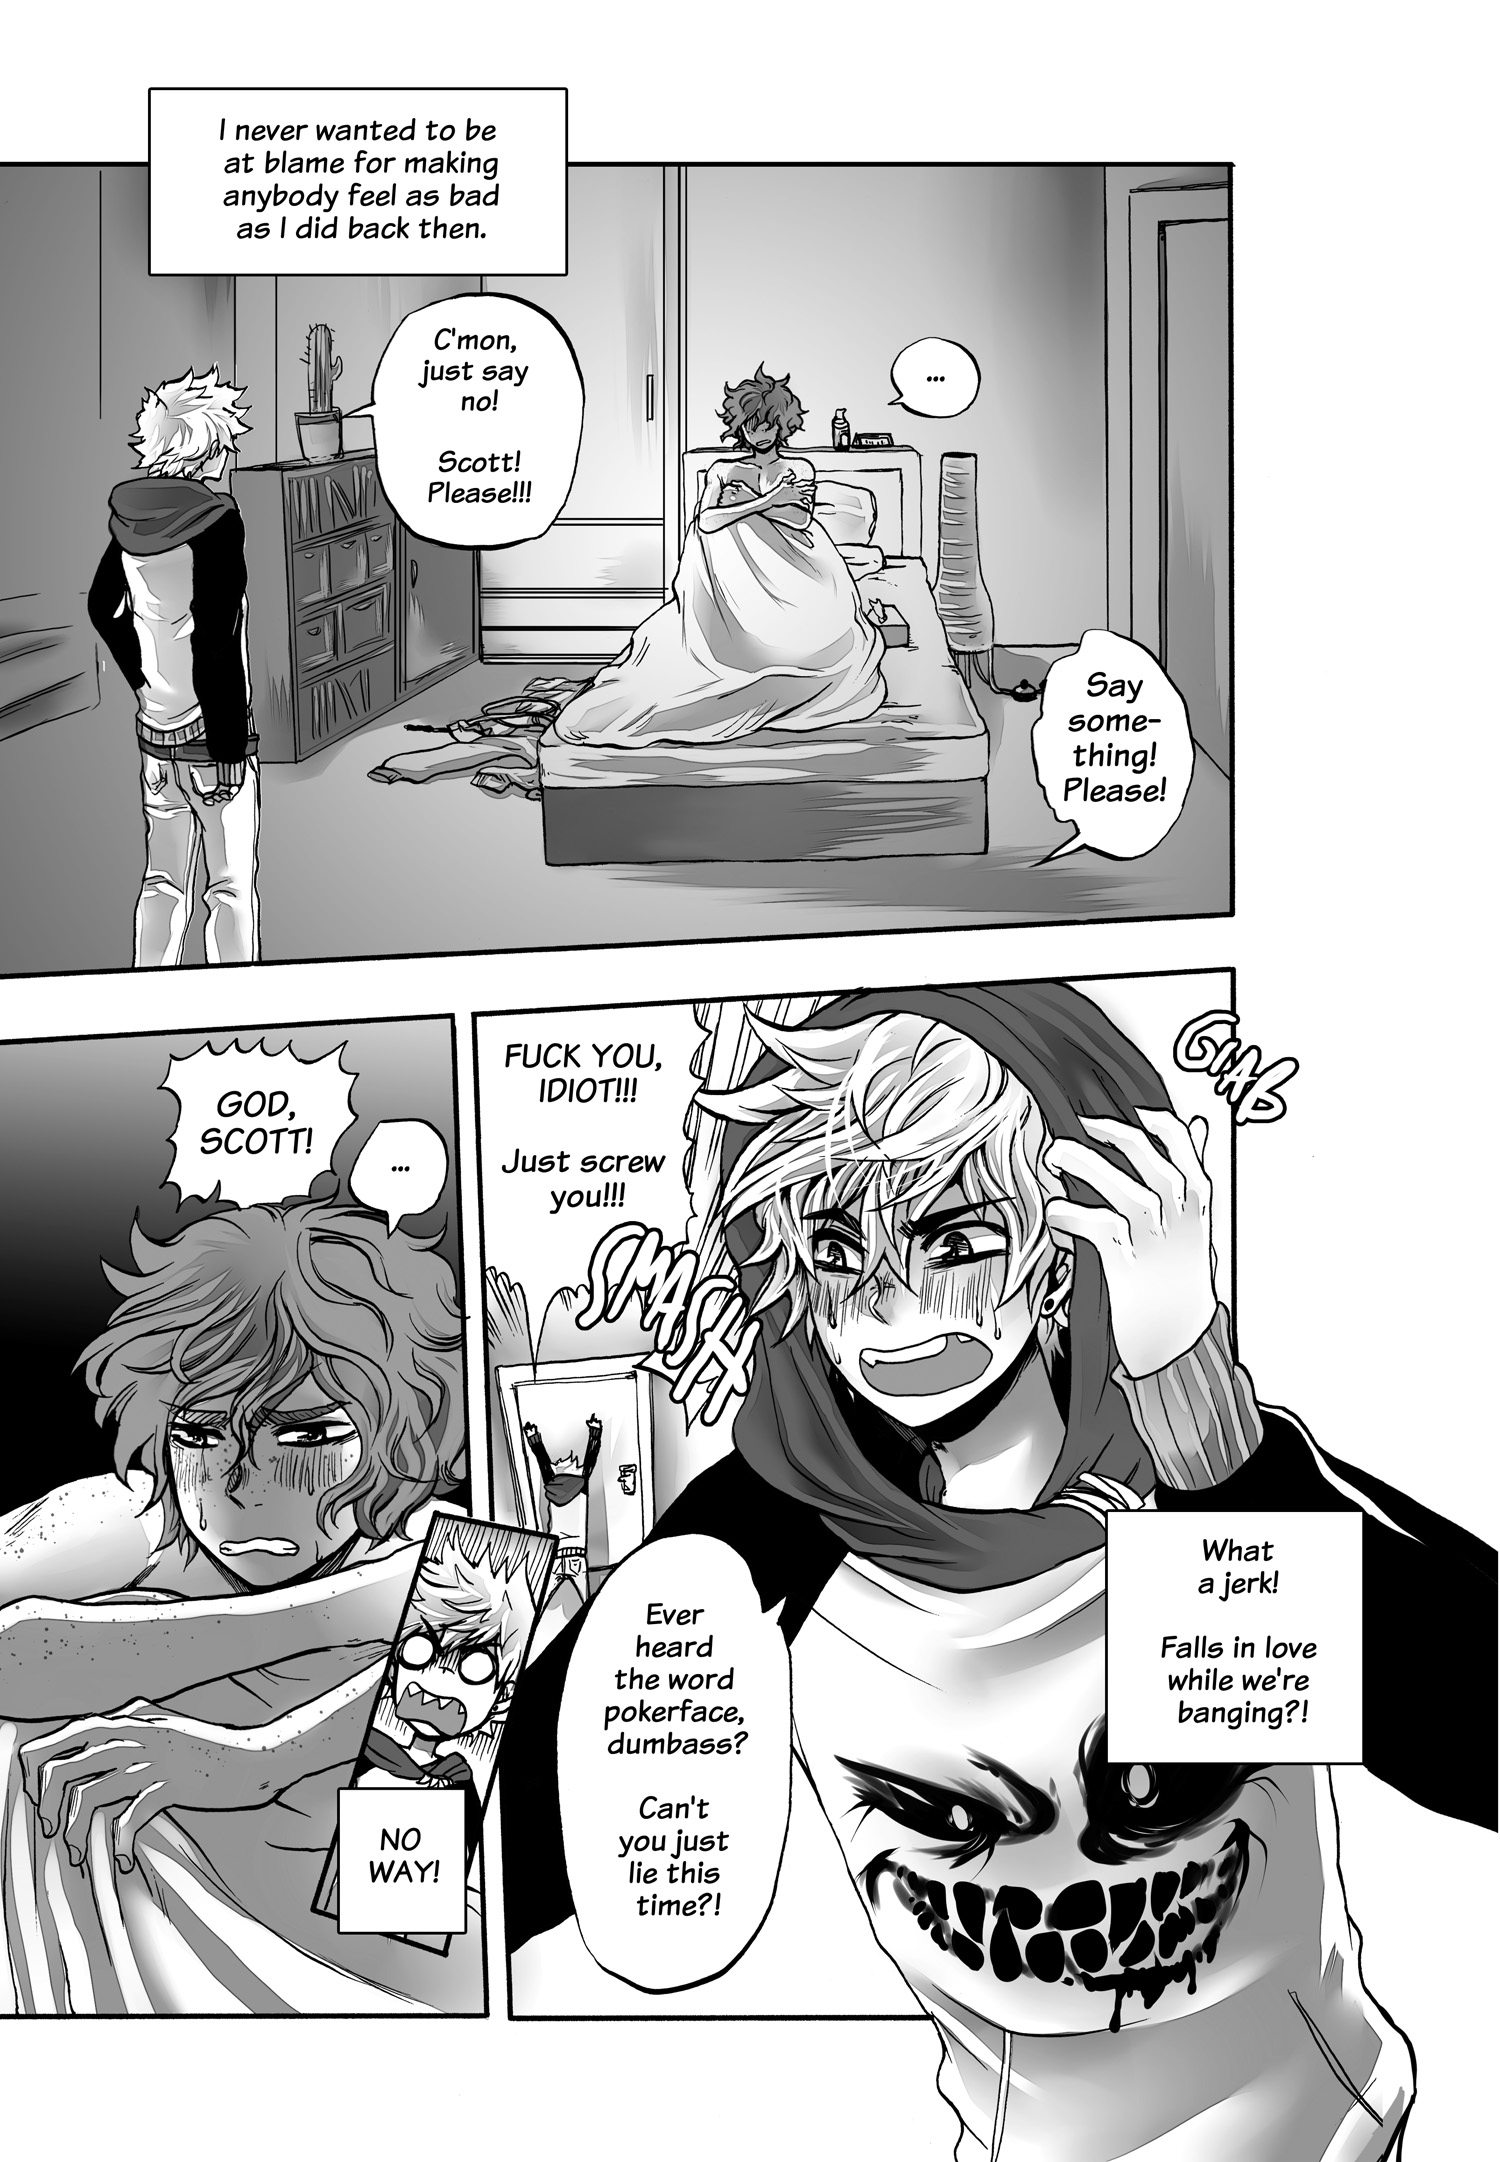 I never wanted to be
at blame for making
anybody feel as bad
as I did back then.
C'mon,
just say
no!
Scott!
Please!!!
...
Say
some-
thing!
Please!
GOD,
SCOTT!
...
NO
WAY!
FUCK YOU,
IDIOT!!!
Just screw
you!!!
SMASH
GRAB
What
a jerk!
Falls in love
while we're
banging?!
Ever
heard
the word
pokerface,
dumbass?
Can't
you just
lie this
time?!